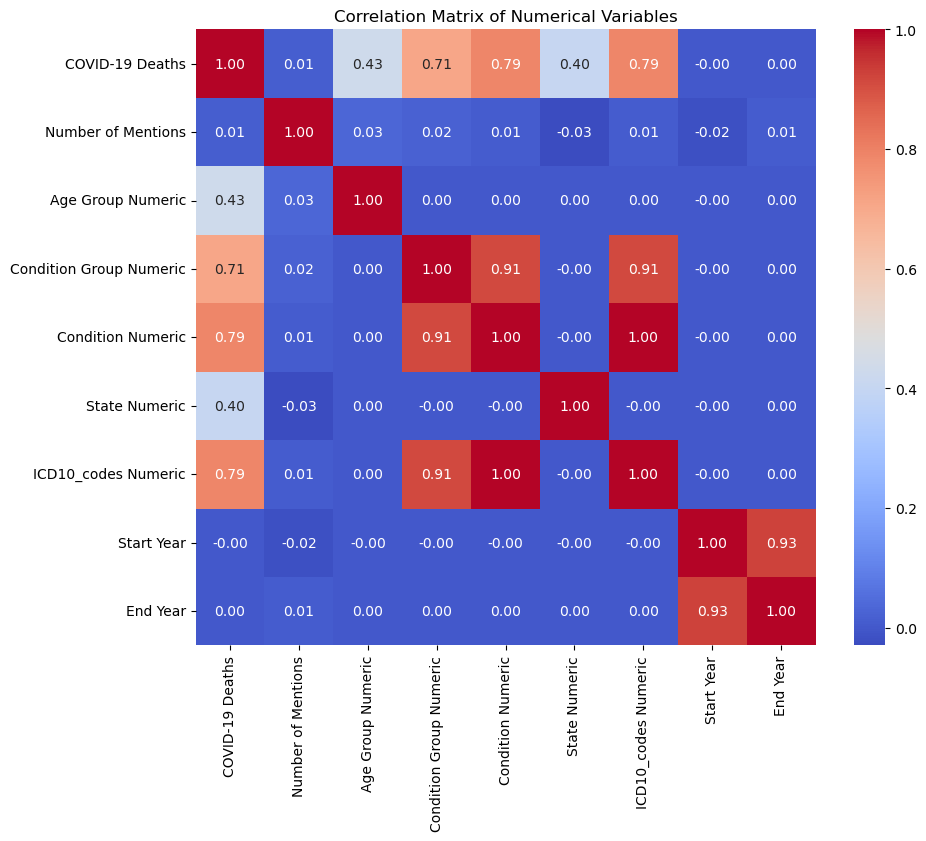 Correlation Matrix of Numerical Variables
COVID-19 Deaths 1.00 0.01 0.43 0.71 0.79 0.40 0.79 -0.00 0.00
Number of Mentions 0.01 1.00 0.03 0.02 0.01 -0.03 0.01 -0.02 0.01
Age Group Numeric 0.43 0.03 1.00 0.00 0.00 0.00 0.00 -0.00 0.00
Condition Group Numeric 0.71 0.02 0.00 1.00 0.91 -0.00 0.91 -0.00 0.00
Condition Numeric 0.79 0.01 0.00 0.91 1.00 -0.00 1.00 -0.00 0.00
State Numeric 0.40 -0.03 0.00 -0.00 -0.00 1.00 -0.00 -0.00 0.00
ICD10_codes Numeric 0.79 0.01 0.00 0.91 1.00 -0.00 1.00 -0.00 0.00
Start Year -0.00 -0.02 -0.00 -0.00 -0.00 -0.00 -0.00 1.00 0.93
End Year 0.00 0.01 0.00 0.00 0.00 0.00 0.00 0.93 1.00
COVID-19 Deaths
Number of Mentions
Age Group Numeric
Condition Group Numeric
Condition Numeric
State Numeric
ICD10_codes Numeric
Start Year
End Year
1.0
0.8
0.6
0.4
0.2
0.0